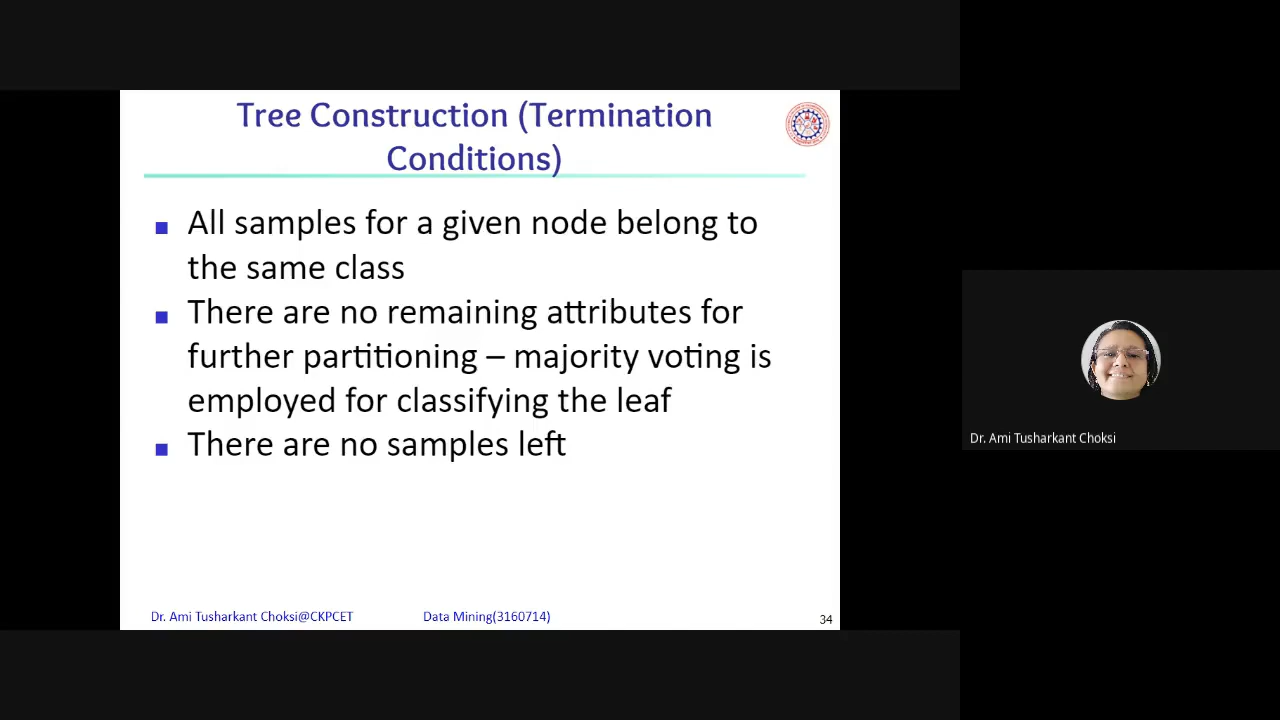 Tree Construction (Termination
Conditions)
All samples for a given node belong to
the same class
There are no remaining attributes for
further partitioning – majority voting is
employed for classifying the leaf
There are no samples left
Dr. Ami Tusharkant Choksi@CKPCET Data Mining(3160714) 34
Dr. Ami Tusharkant Choksi